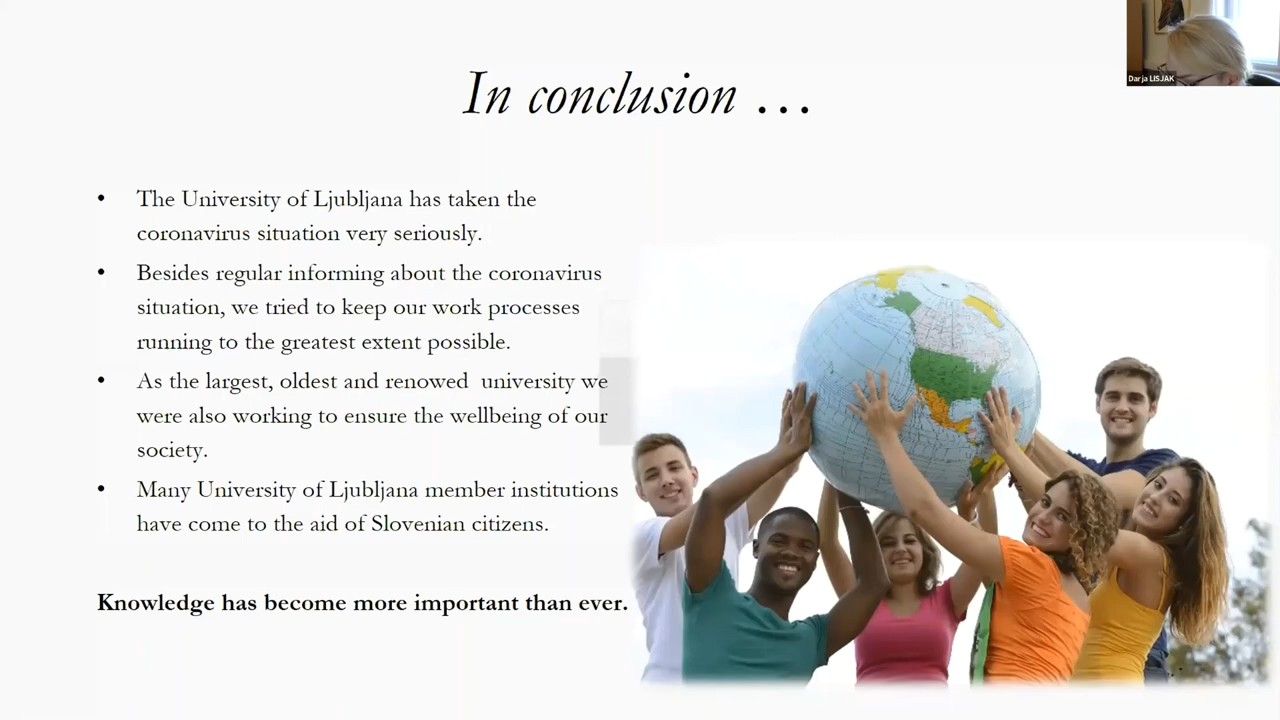 Darja LISJAK
In conclusion …
• The University of Ljubljana has taken the
coronavirus situation very seriously.
• Besides regular informing about the coronavirus
situation, we tried to keep our work processes
running to the greatest extent possible.
• As the largest, oldest and renowed university we
were also working to ensure the wellbeing of our
society.
• Many University of Ljubljana member institutions
have come to the aid of Slovenian citizens.
Knowledge has become more important than ever.